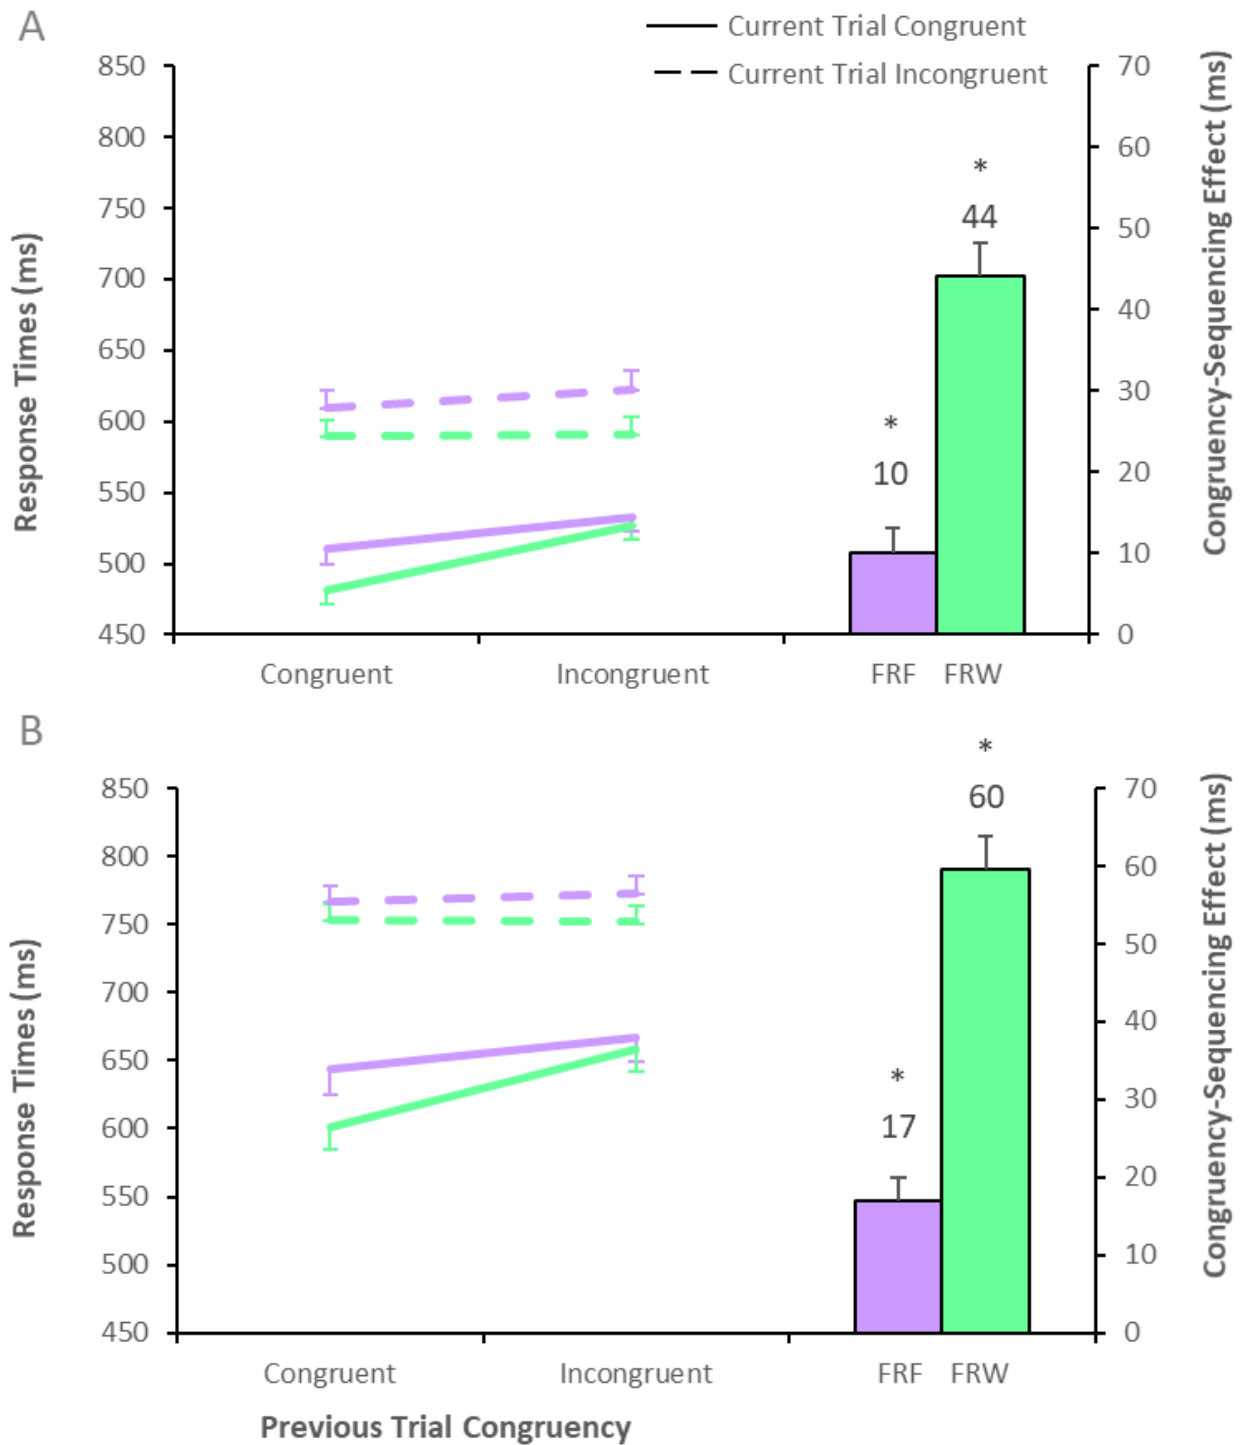 A
Current Trial Congruent
Current Trial Incongruent
Response Times (ms)
850
800
750
700
650
600
550
500
450
Congruent
Incongruent
*
10
*
44
FRF
FRW
70
60
50
40
30
20
10
0
Congruency-Sequencing Effect (ms)
B
Response Times (ms)
850
800
750
700
650
600
550
500
450
Congruent
Incongruent
*
17
*
60
FRF
FRW
70
60
50
40
30
20
10
0
Congruency-Sequencing Effect (ms)
Previous Trial Congruency